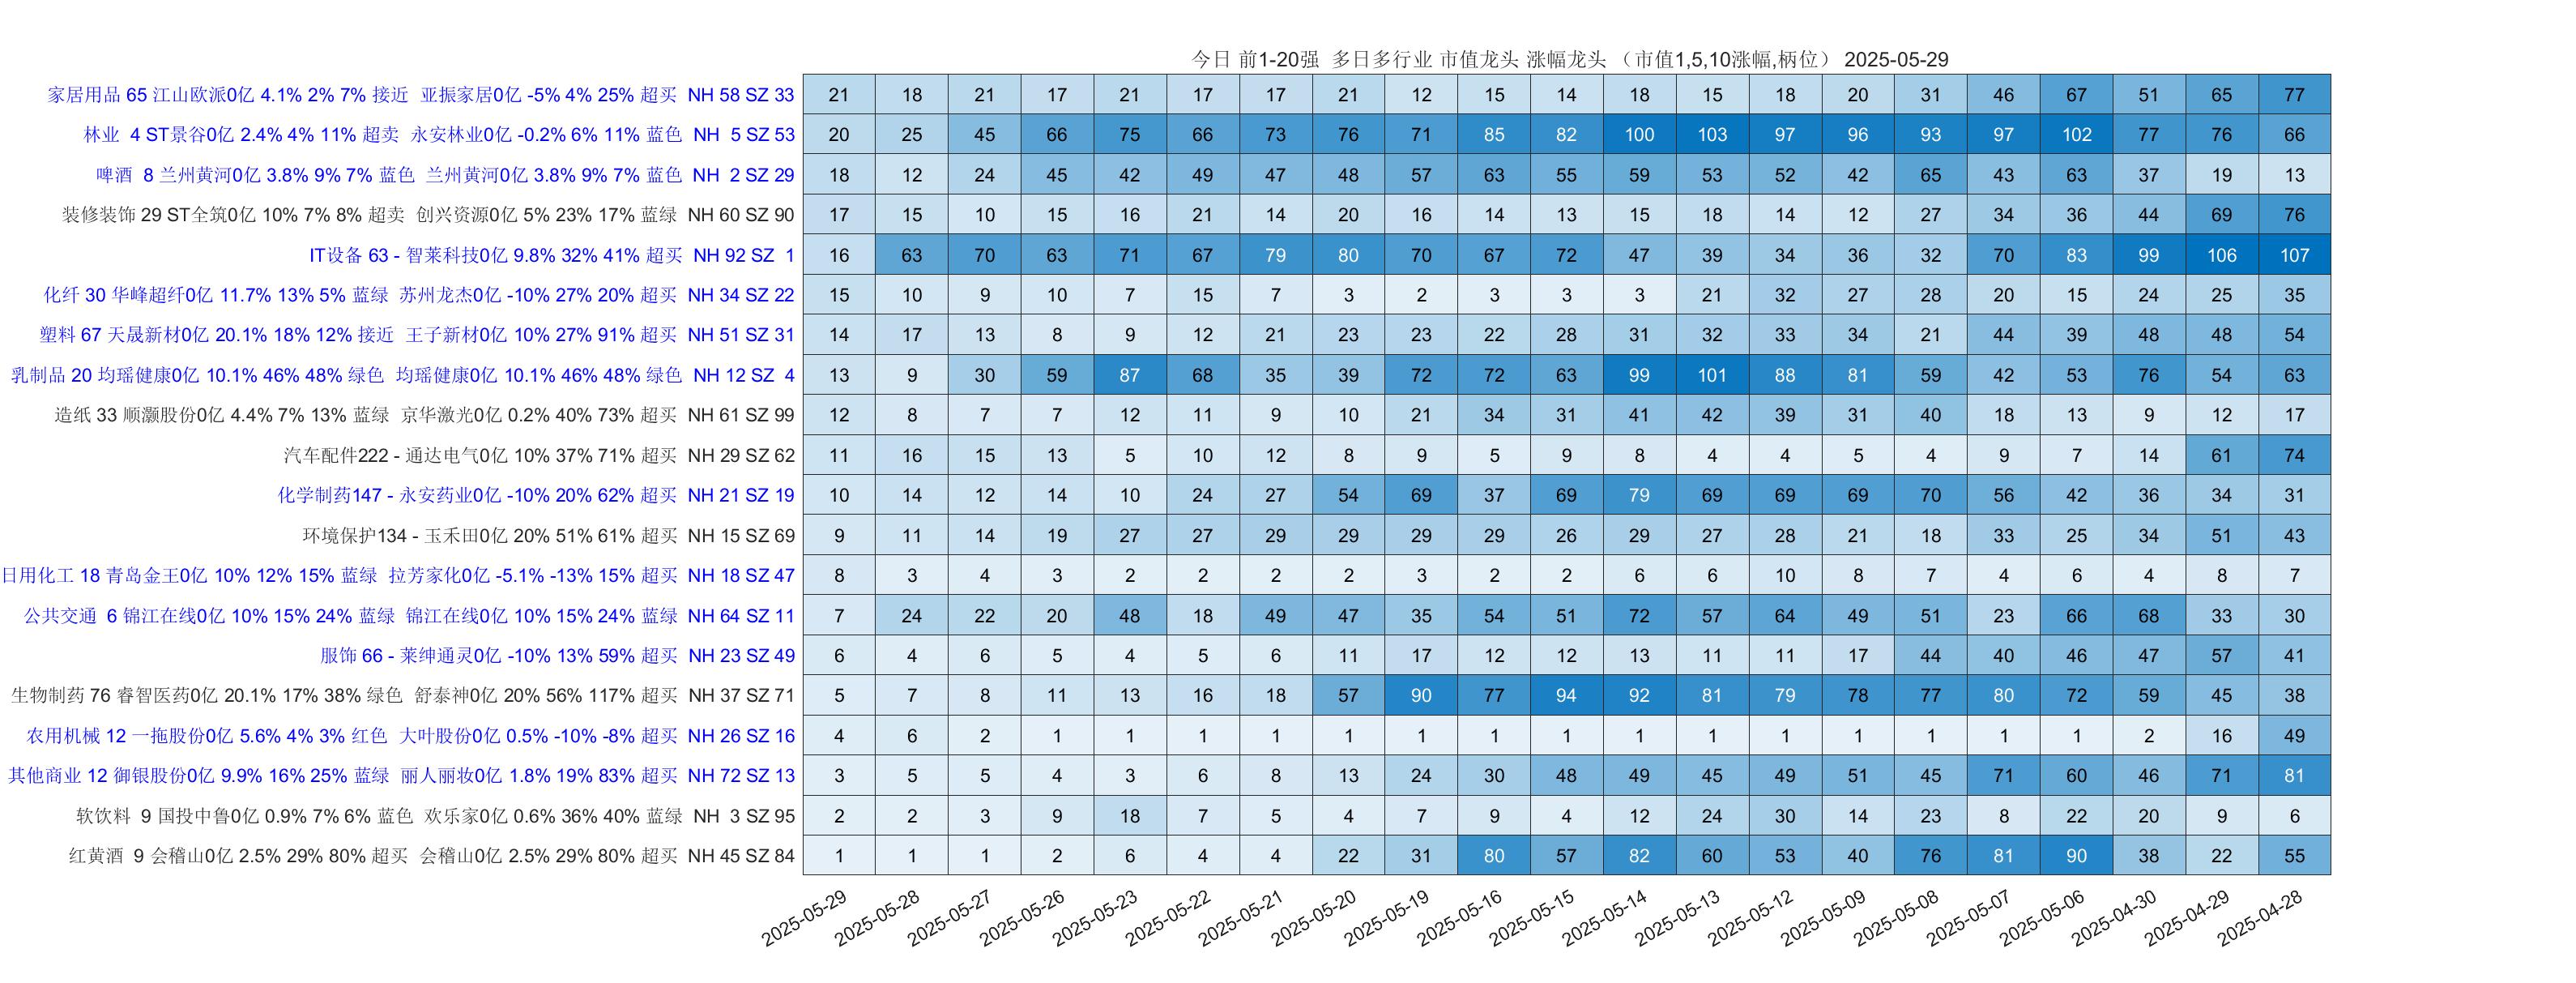 今日 前1-20强 多日多行业 市值龙头 涨幅龙头 （市值1,5,10涨幅,柄位） 2025-05-29
家居用品 65 江山欧派0亿 4.1% 2% 7% 接近 亚振家居0亿 -5% 4% 25% 超买 NH 58 SZ 33 21 18 21 17 21 17 17 21 12 15 14 18 15 18 20 31 46 67 51 65 77
林业 4 ST景谷0亿 2.4% 4% 11% 超卖 永安林业0亿 -0.2% 6% 11% 蓝色 NH 5 SZ 53 20 25 45 66 75 66 73 76 71 85 82 100 103 97 96 93 97 102 77 76 66
啤酒 8 兰州黄河0亿 3.8% 9% 7% 蓝色 兰州黄河0亿 3.8% 9% 7% 蓝色 NH 2 SZ 29 18 12 24 45 42 49 47 48 57 63 55 59 53 52 42 65 43 63 37 19 13
装修装饰 29 ST全筑0亿 10% 7% 8% 超卖 创兴资源0亿 5% 23% 17% 蓝绿 NH 60 SZ 90 17 15 10 15 16 21 14 20 16 14 13 15 18 14 12 27 34 36 44 69 76
IT设备 63 - 智莱科技0亿 9.8% 32% 41% 超买 NH 92 SZ 1 16 63 70 63 71 67 79 80 70 67 72 47 39 34 36 32 70 83 99 106 107
化纤 30 华峰超纤0亿 11.7% 13% 5% 蓝绿 苏州龙杰0亿 -10% 27% 20% 超买 NH 34 SZ 22 15 10 9 10 7 15 7 3 2 3 3 3 21 32 27 28 20 15 24 25 35
塑料 67 天晟新材0亿 20.1% 18% 12% 接近 王子新材0亿 10% 27% 91% 超买 NH 51 SZ 31 14 17 13 8 9 12 21 23 23 22 28 31 32 33 34 21 44 39 48 48 54
乳制品 20 均瑶健康0亿 10.1% 46% 48% 绿色 均瑶健康0亿 10.1% 46% 48% 绿色 NH 12 SZ 4 13 9 30 59 87 68 35 39 72 72 63 99 101 88 81 59 42 53 76 54 63
造纸 33 顺灏股份0亿 4.4% 7% 13% 蓝绿 京华激光0亿 0.2% 40% 73% 超买 NH 61 SZ 99 12 8 7 7 12 11 9 10 21 34 31 41 42 39 31 40 18 13 9 12 17
汽车配件222 - 通达电气0亿 10% 37% 71% 超买 NH 29 SZ 62 11 16 15 13 5 10 12 8 9 5 9 8 4 4 5 4 9 7 14 61 74
化学制药147 - 永安药业0亿 -10% 20% 62% 超买 NH 21 SZ 19 10 14 12 14 10 24 27 54 69 37 69 79 69 69 69 70 56 42 36 34 31
环境保护134 - 玉禾田0亿 20% 51% 61% 超买 NH 15 SZ 69 9 11 14 19 27 27 29 29 29 29 26 29 27 28 21 18 33 25 34 51 43
日用化工 18 青岛金王0亿 10% 12% 15% 蓝绿 拉芳家化0亿 -5.1% -13% 15% 超买 NH 18 SZ 47 8 3 4 3 2 2 2 2 3 2 2 6 6 10 8 7 4 6 4 8 7
公共交通 6 锦江在线0亿 10% 15% 24% 蓝绿 锦江在线0亿 10% 15% 24% 蓝绿 NH 64 SZ 11 7 24 22 20 48 18 49 47 35 54 51 72 57 64 49 51 23 66 68 33 30
服饰 66 - 莱绅通灵0亿 -10% 13% 59% 超买 NH 23 SZ 49 6 4 6 5 4 5 6 11 17 12 12 13 11 11 17 44 40 46 47 57 41
生物制药 76 睿智医药0亿 20.1% 17% 38% 绿色 舒泰神0亿 20% 56% 117% 超买 NH 37 SZ 71 5 7 8 11 13 16 18 57 90 77 94 92 81 79 78 77 80 72 59 45 38
农用机械 12 一拖股份0亿 5.6% 4% 3% 红色 大叶股份0亿 0.5% -10% -8% 超买 NH 26 SZ 16 4 6 2 1 1 1 1 1 1 1 1 1 1 1 1 1 1 1 2 16 49
其他商业 12 御银股份0亿 9.9% 16% 25% 蓝绿 丽人丽妆0亿 1.8% 19% 83% 超买 NH 72 SZ 13 3 5 5 4 3 6 8 13 24 30 48 49 45 49 51 45 71 60 46 71 81
软饮料 9 国投中鲁0亿 0.9% 7% 6% 蓝色 欢乐家0亿 0.6% 36% 40% 蓝绿 NH 3 SZ 95 2 2 3 9 18 7 5 4 7 9 4 12 24 30 14 23 8 22 20 9 6
红黄酒 9 会稽山0亿 2.5% 29% 80% 超买 会稽山0亿 2.5% 29% 80% 超买 NH 45 SZ 84 1 1 1 2 6 4 4 22 31 80 57 82 60 53 40 76 81 90 38 22 55
2025-05-29 2025-05-28 2025-05-27 2025-05-26 2025-05-23 2025-05-22 2025-05-21 2025-05-20 2025-05-19 2025-05-16 2025-05-15 2025-05-14 2025-05-13 2025-05-12 2025-05-09 2025-05-08 2025-05-07 2025-05-06 2025-04-30 2025-04-29 2025-04-28